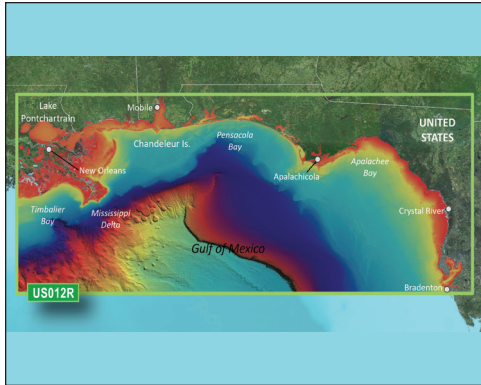 Lake
Pontchartrain
Mobile
UNITED
STATES
Pensacola
Bay
Chandeleur Is.
Apalachee
Bay
New Orleans
Apalachicola
Timbalier
Bay
Mississippi
Delta
Crystal River
Gulf of Mexico
US012R
Bradenton